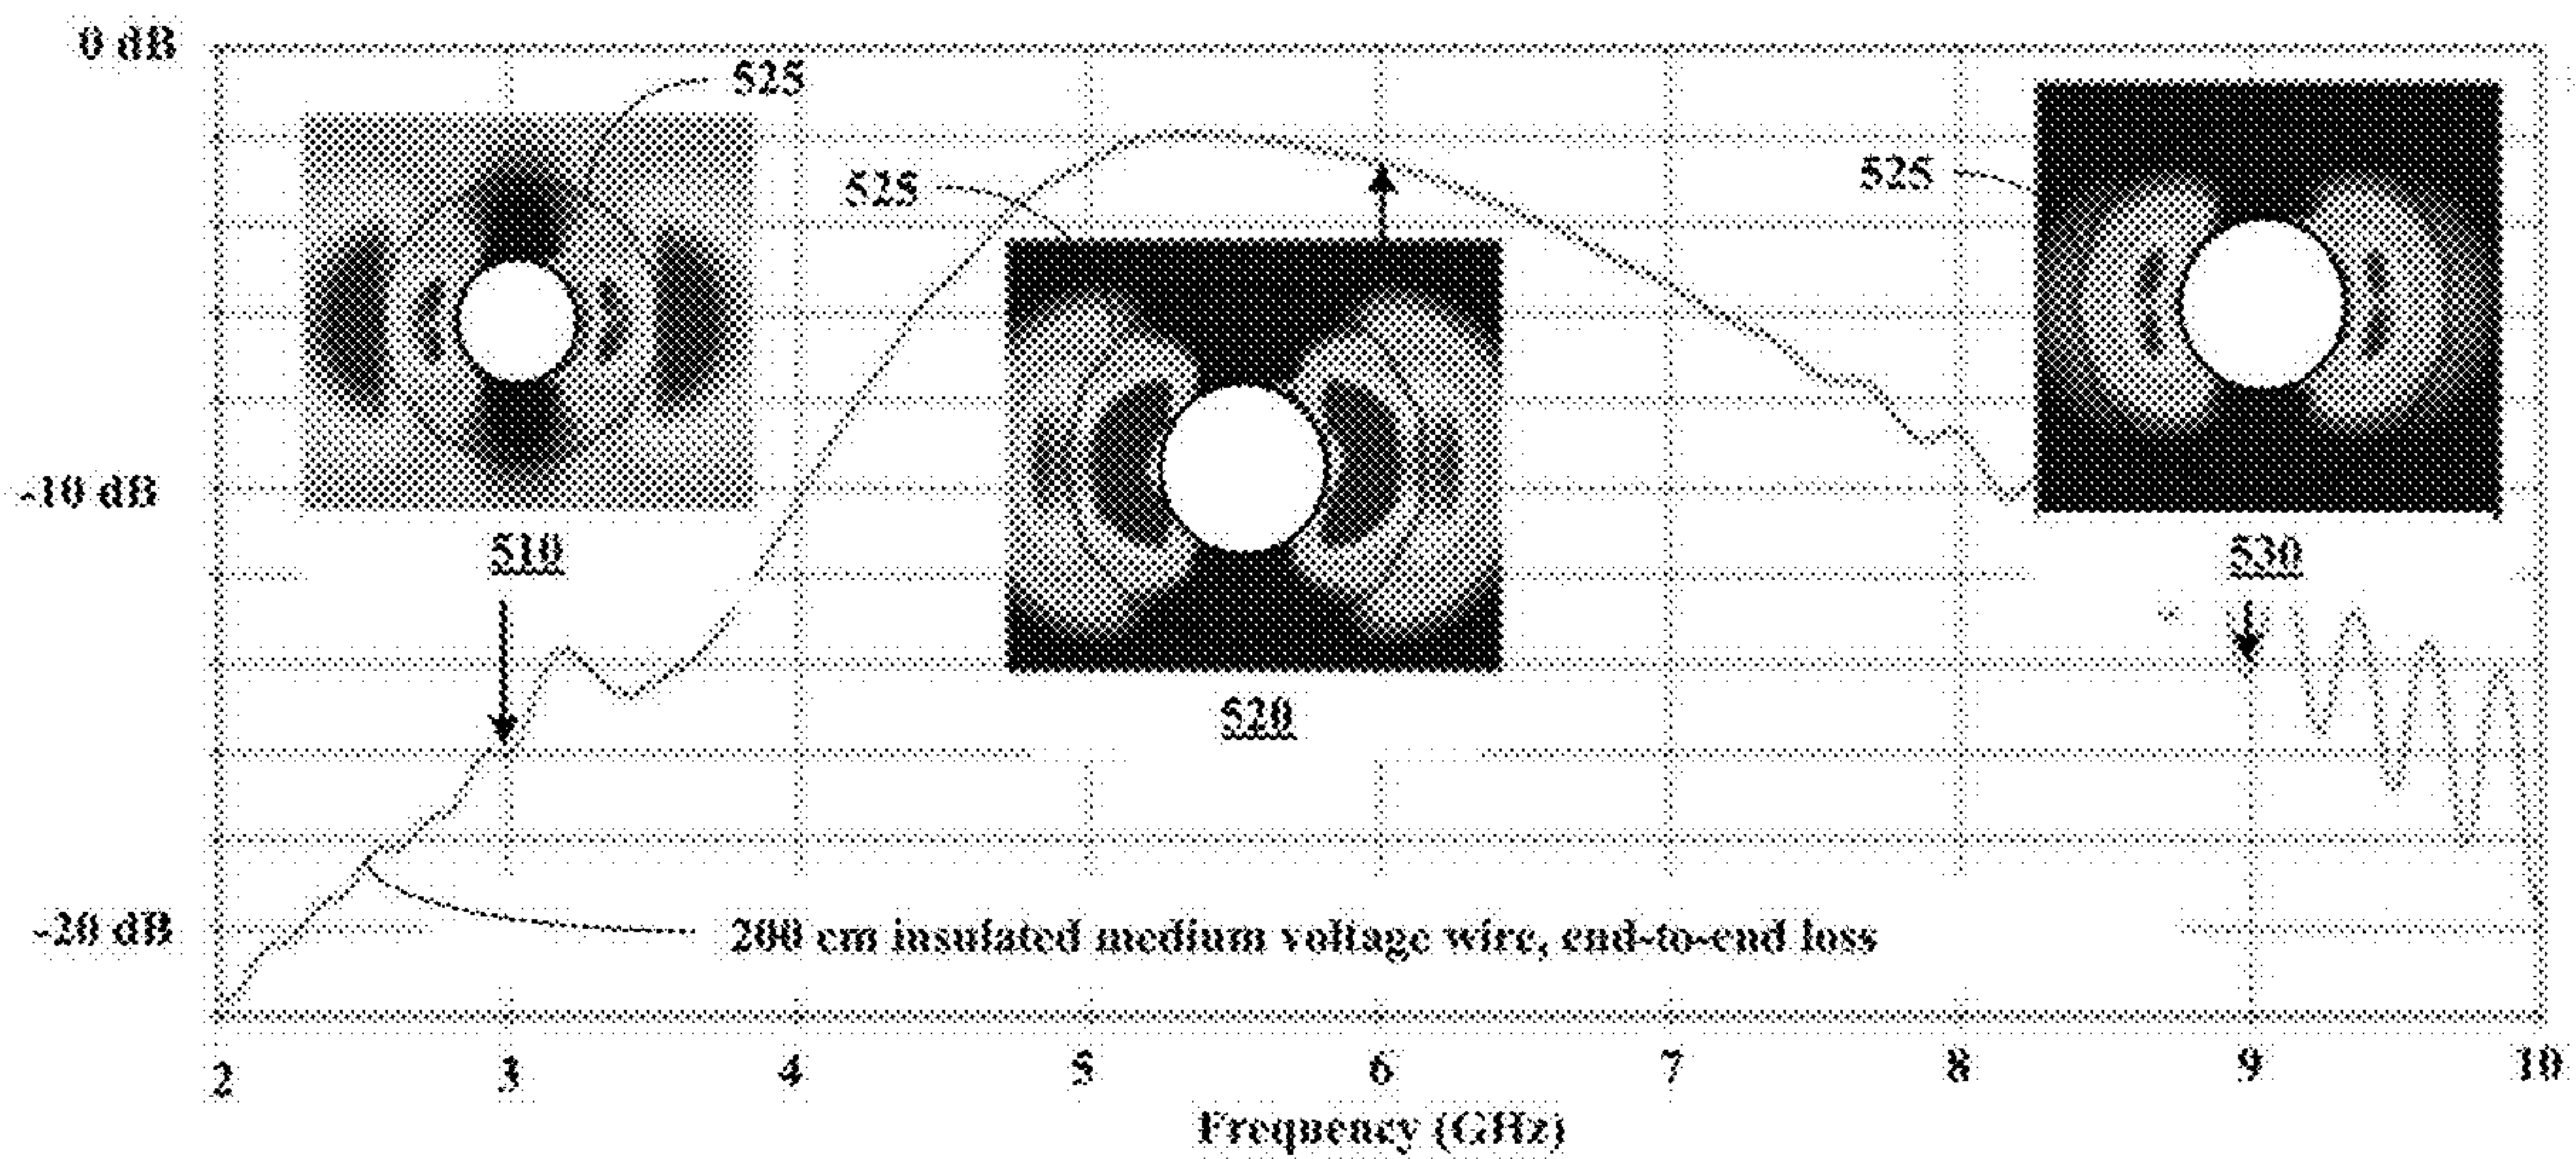 0 dB
525
525
525
-10 dB
510
530
520
-20 dB
200 cm insulated medium voltage wire, end-to-end loss
2 3 4 5 6 7 8 9 10
Frequency (GHz)